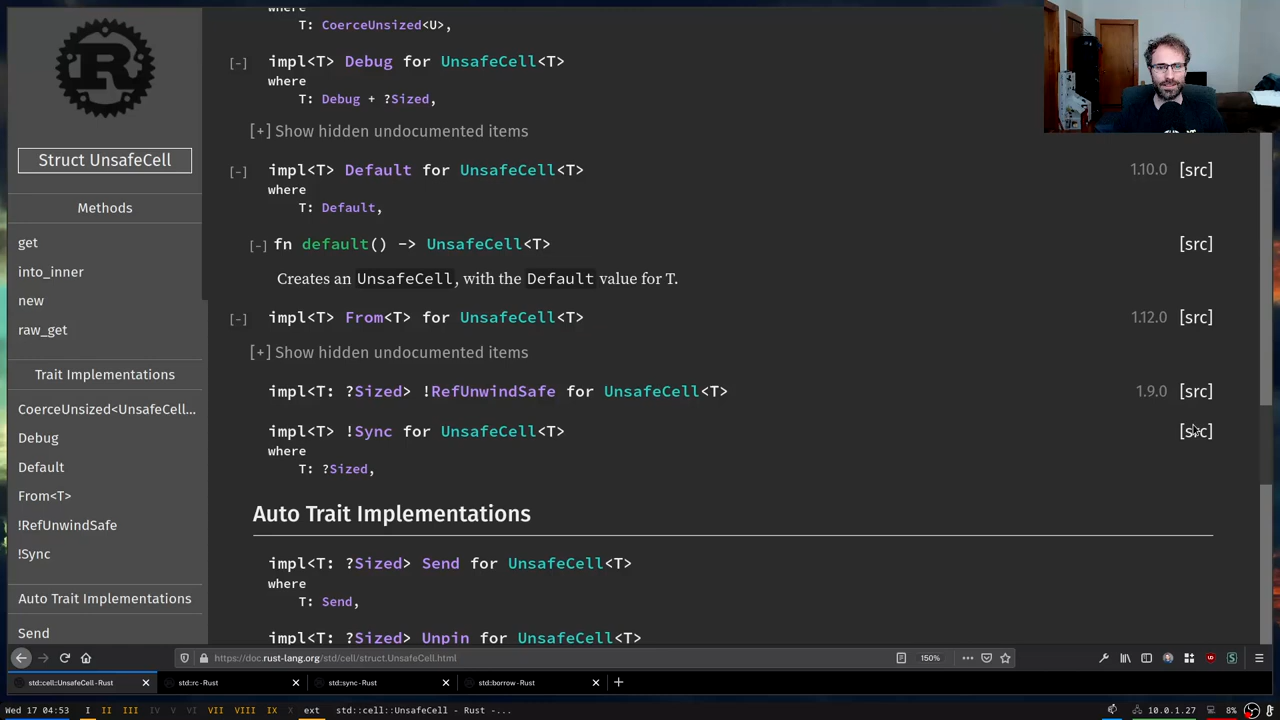 where
T: CoerceUnsized<U>,
[-] impl<T> Debug for UnsafeCell<T>
where
T: Debug + ?Sized,
[+] Show hidden undocumented items
[-] impl<T> Default for UnsafeCell<T> 1.10.0 [src]
where
T: Default,
[-] fn default() -> UnsafeCell<T> [src]
Creates an UnsafeCell, with the Default value for T.
[-] impl<T> From<T> for UnsafeCell<T> 1.12.0 [src]
[+] Show hidden undocumented items
impl<T: ?Sized> !RefUnwindSafe for UnsafeCell<T> 1.9.0 [src]
impl<T> !Sync for UnsafeCell<T> [src]
where
T: ?Sized,
Auto Trait Implementations
impl<T: ?Sized> Send for UnsafeCell<T>
where
T: Send,
impl<T: ?Sized> Unpin for UnsafeCell<T>
Struct UnsafeCell
Methods
get
into_inner
new
raw_get
Trait Implementations
CoerceUnsized<UnsafeCell...
Debug
Default
From<T>
!RefUnwindSafe
!Sync
Auto Trait Implementations
Send
https://doc.rust-lang.org/std/cell/struct.UnsafeCell.html 150%
std::cell::UnsafeCell - Rust
std::rc - Rust
std::sync - Rust
std::borrow - Rust
Wed 17 04:53 I II III IV V VI VII VIII IX X ext std::cell::UnsafeCell - Rust -... 10.0.1.27 8%